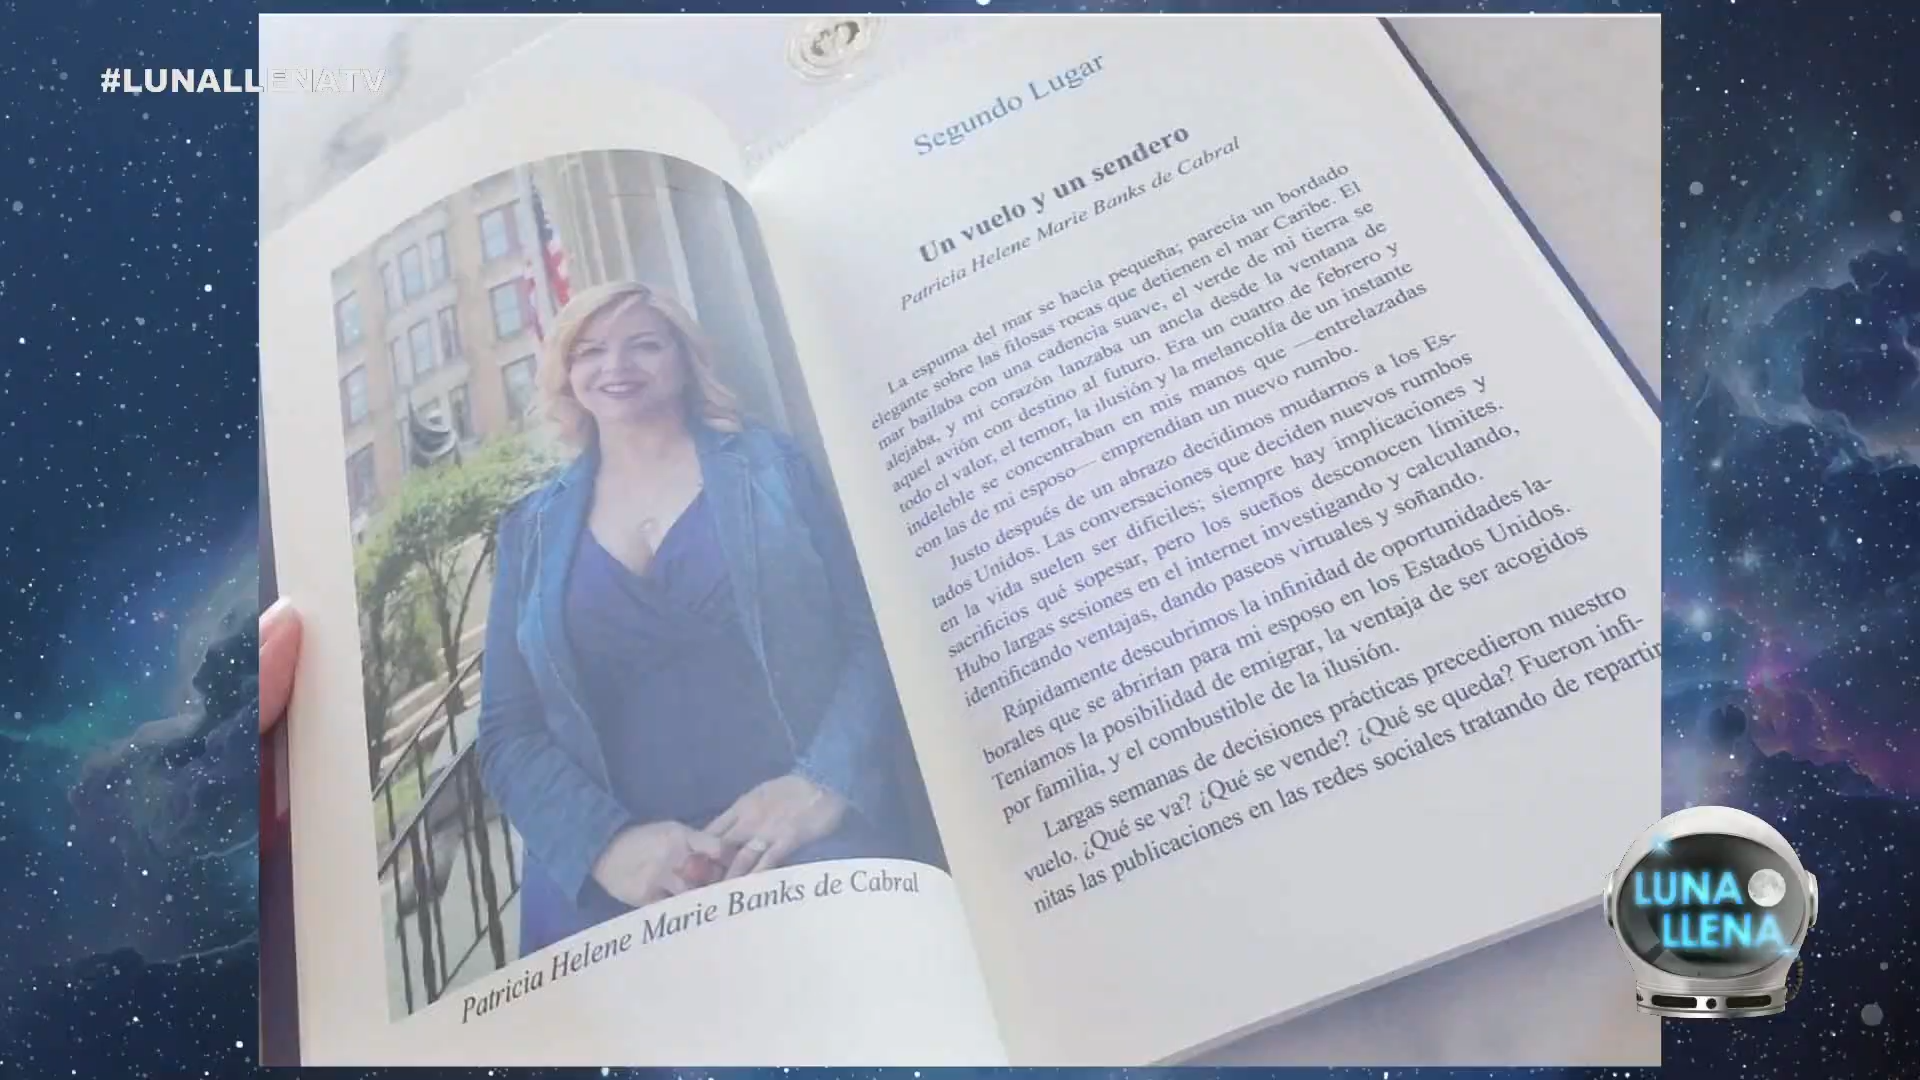 #LUNALLENATV
Patricia Helene Marie Banks de Cabral
Segundo Lugar
Un vuelo y un sendero
Patricia Helene Marie Banks de Cabral
La espuma del mar se hacía pequeña; parecía un bordado
elegante sobre las filosas rocas que detienen el mar Caribe. El
mar bailaba con una cadencia suave, el verde de mi tierra se
alejaba, y mi corazón lanzaba un ancla desde la ventana de
aquel avión con destino al futuro. Era un cuatro de febrero y
todo el valor, el temor, la ilusión y la melancolía de un instante
indeleble se concentraban en mis manos que —entrelazadas
con las de mi esposo— emprendían un nuevo rumbo.
Justo después de un abrazo decidimos mudarnos a los Es-
tados Unidos. Las conversaciones que deciden nuevos rumbos
en la vida suelen ser difíciles; siempre hay implicaciones y
sacrificios qué sopesar, pero los sueños desconocen límites.
Hubo largas sesiones en el internet investigando y calculando,
identificando ventajas, dando paseos virtuales y soñando.
Rápidamente descubrimos la infinidad de oportunidades la-
borales que se abrirían para mi esposo en los Estados Unidos.
Teníamos la posibilidad de emigrar, la ventaja de ser acogidos
por familia, y el combustible de la ilusión.
Largas semanas de decisiones prácticas precedieron nuestro
vuelo. ¿Qué se va? ¿Qué se vende? ¿Qué se queda? Fueron infi-
nitas las publicaciones en las redes sociales tratando de repartir
LUNA
LLENA